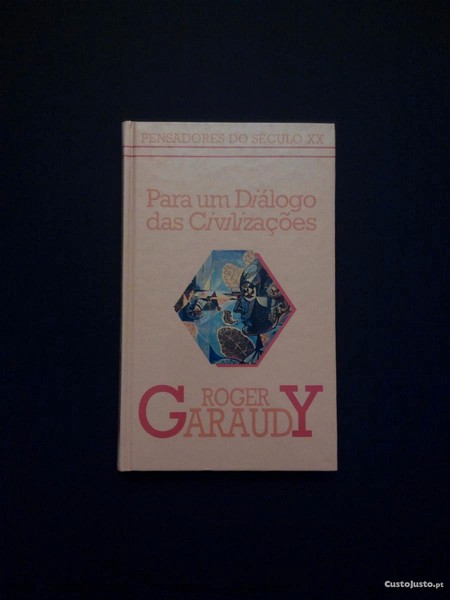 PENSADORES DO SÉCULO XX
Para um Diálogo
das Civilizações
ROGER
GARAUDY
CustoJusto.pt